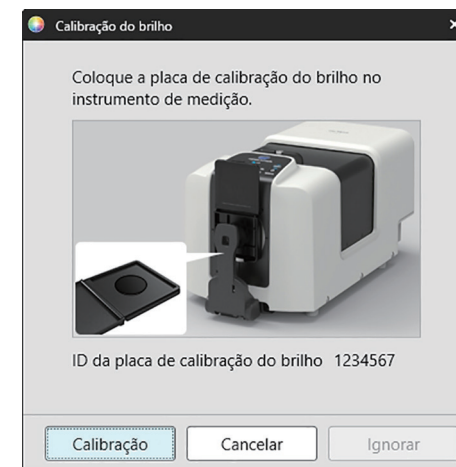 Calibração do brilho
Coloque a placa de calibração do brilho no
instrumento de medição.
ID da placa de calibração do brilho 1234567
Calibração
Cancelar
Ignorar